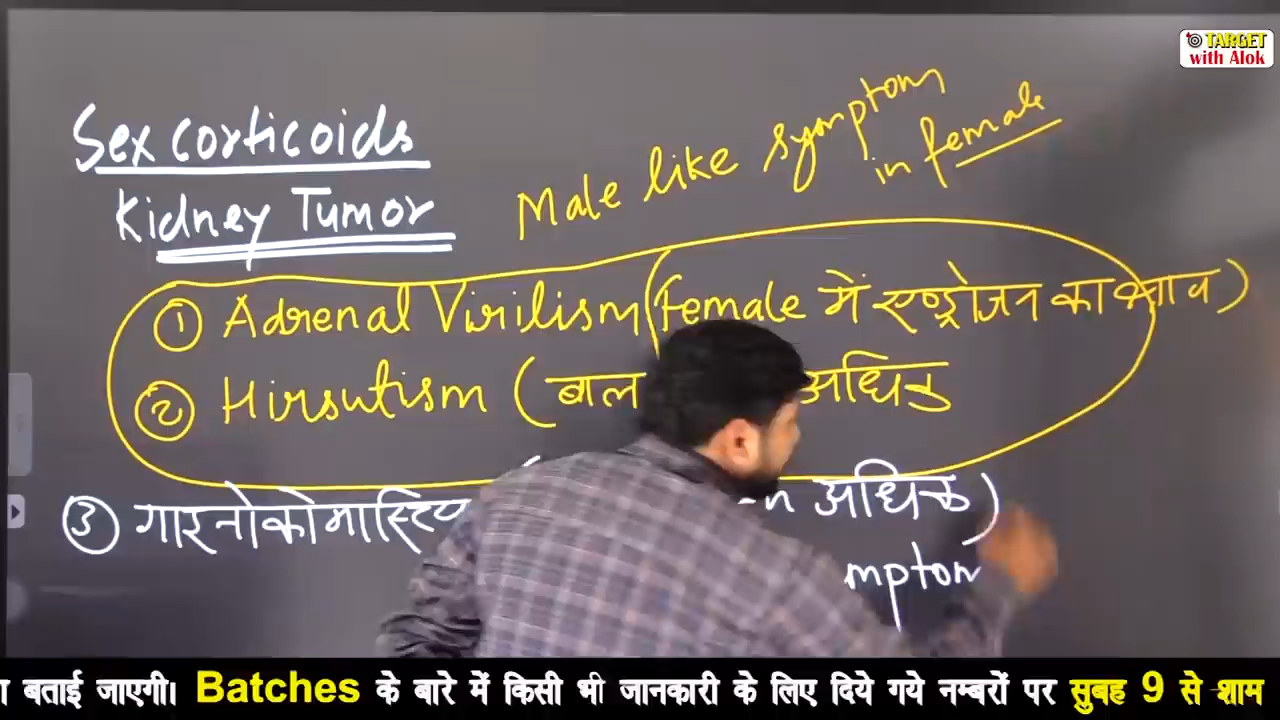 TARGET
with Alok
Sex corticoids
Kidney Tumor
Male like symptom
in female
① Adrenal Virilism (Female में एण्ड्रोजन का स्त्राव)
② Hirsutism (बाल अधिक
③ गारनोकोमास्टिय अधिक)
बताई जाएगी। Batches के बारे में किसी भी जानकारी के लिए दिये गये नम्बरों पर सुबह 9 से शाम